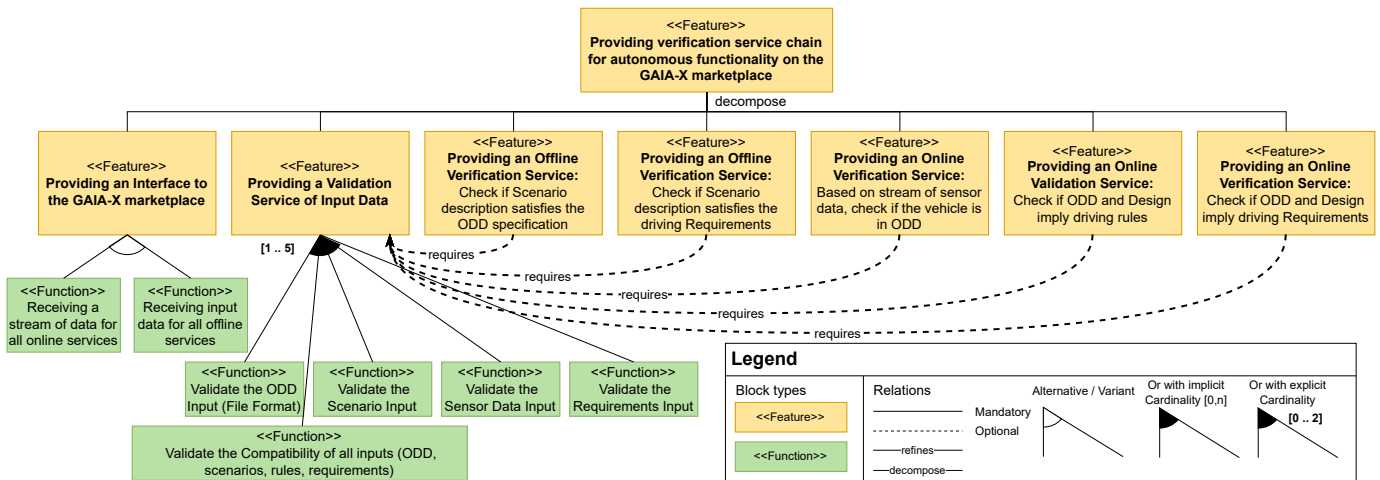 <<Feature>>
Providing verification service chain
for autonomous functionality on the
GAIA-X marketplace
decompose
<<Feature>>
Providing an Interface to
the GAIA-X marketplace
<<Feature>>
Providing a Validation
Service of Input Data
<<Feature>>
Providing an Offline
Verification Service:
Check if Scenario
description satisfies the
ODD specification
<<Feature>>
Providing an Offline
Verification Service:
Check if Scenario
description satisfies the
driving Requirements
<<Feature>>
Providing an Online
Verification Service:
Based on stream of sensor
data, check if the vehicle is
in ODD
<<Feature>>
Providing an Online
Validation Service:
Check if ODD and Design
imply driving rules
<<Feature>>
Providing an Online
Verification Service:
Check if ODD and Design
imply driving Requirements
[1 .. 5]
requires
requires
requires
requires
requires
<<Function>>
Receiving a
stream of data for
all online services
<<Function>>
Receiving input
data for all offline
services
<<Function>>
Validate the ODD
Input (File Format)
<<Function>>
Validate the
Scenario Input
<<Function>>
Validate the
Sensor Data Input
<<Function>>
Validate the
Requirements Input
<<Function>>
Validate the Compatibility of all inputs (ODD,
scenarios, rules, requirements)
Legend
Block types
<<Feature>>
<<Function>>
Relations
Mandatory
Optional
refines
decompose
Alternative / Variant
Or with implicit
Cardinality [0,n]
Or with explicit
Cardinality
[0 .. 2]